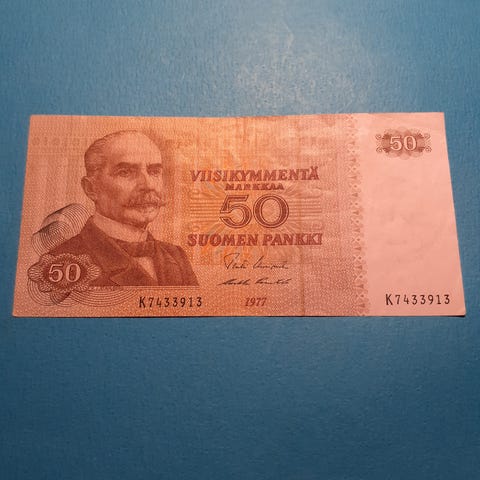 50
VIISIKYMMENTÄ
MARKKAA
50
SUOMEN PANKKI
50
K7433913
1977
K7433913